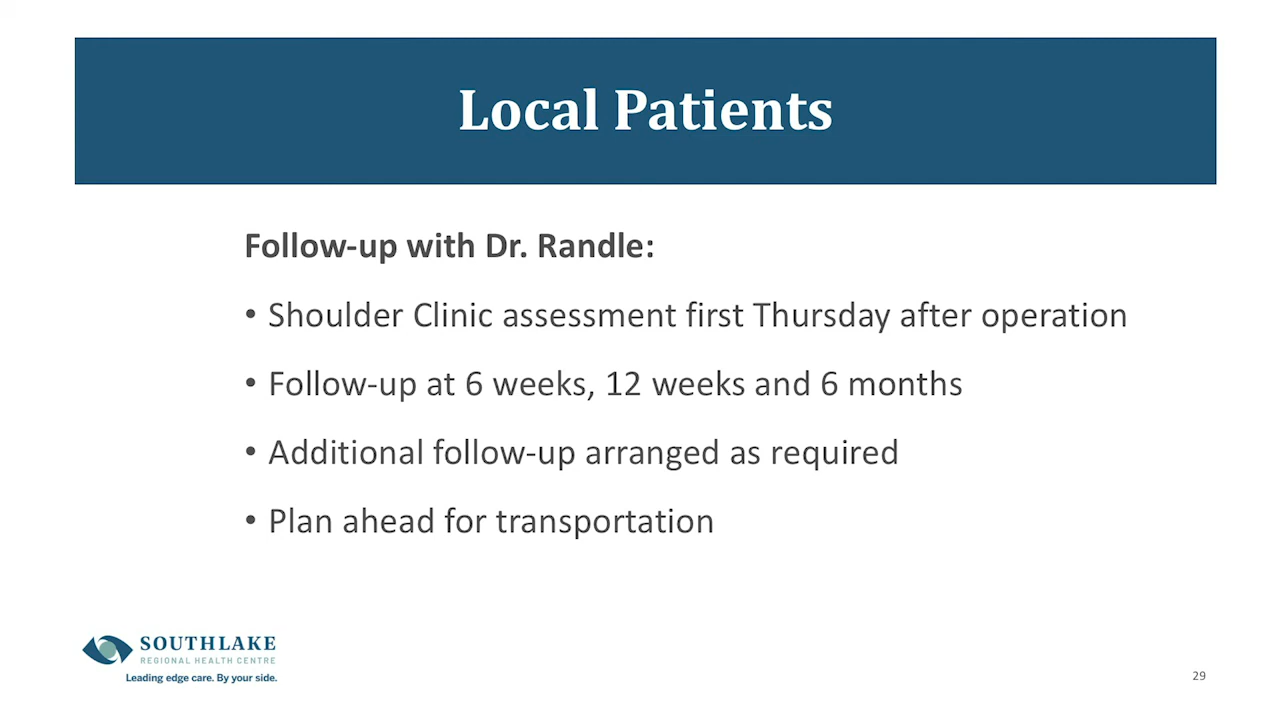 Local Patients
Follow-up with Dr. Randle:
• Shoulder Clinic assessment first Thursday after operation
• Follow-up at 6 weeks, 12 weeks and 6 months
• Additional follow-up arranged as required
• Plan ahead for transportation
SOUTHLAKE
REGIONAL HEALTH CENTRE
Leading edge care. By your side.
29